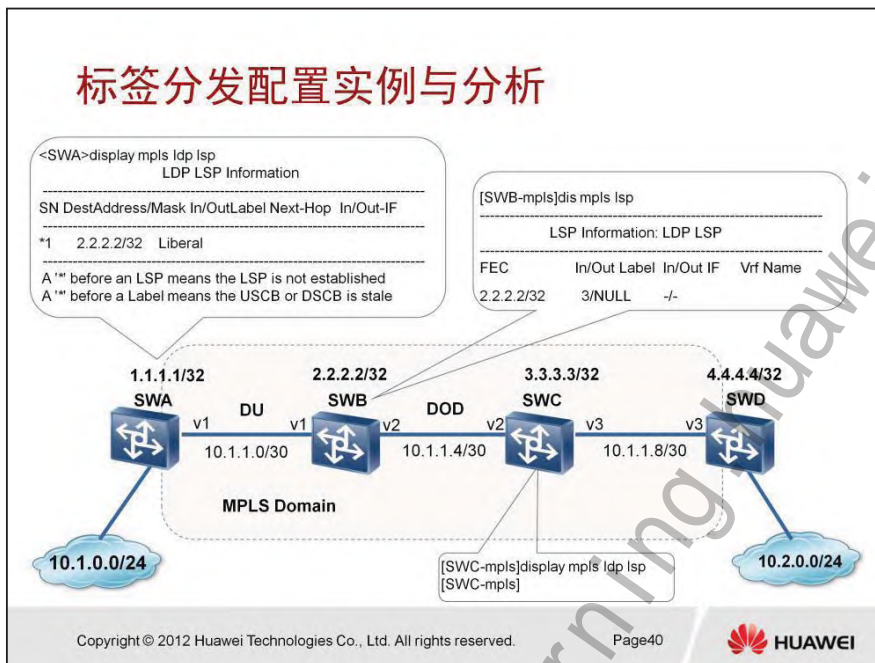 标签分发配置实例与分析
<SWA>display mpls ldp lsp
LDP LSP Information
------------------------------------------------------------------
SN DestAddress/Mask In/OutLabel Next-Hop In/Out-IF
------------------------------------------------------------------
*1 2.2.2.2/32 Liberal
------------------------------------------------------------------
A '*' before an LSP means the LSP is not established
A '*' before a Label means the USCB or DSCB is stale
[SWB-mpls]dis mpls lsp
------------------------------------------------------------------
LSP Information: LDP LSP
------------------------------------------------------------------
FEC In/Out Label In/Out IF Vrf Name
2.2.2.2/32 3/NULL -/-
1.1.1.1/32 2.2.2.2/32 3.3.3.3/32 4.4.4.4/32
SWA DU SWB DOD SWC SWD
v1 v1 v2 v2 v3 v3
10.1.1.0/30 10.1.1.4/30 10.1.1.8/30
MPLS Domain
10.1.0.0/24
[SWC-mpls]display mpls ldp lsp
[SWC-mpls]
10.2.0.0/24
Copyright © 2012 Huawei Technologies Co., Ltd. All rights reserved. Page40 HUAWEI